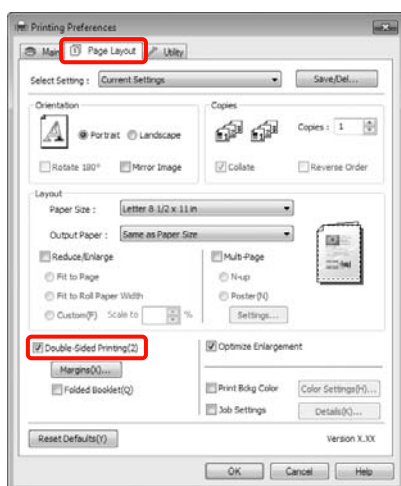 Printing Preferences
Main Page Layout Utility
Select Setting : Current Settings Save/Del...
Orientation Copies
A Portrait Landscape Copies : 1
Rotate 180° Mirror Image Collate Reverse Order
Layout
Paper Size : Letter 8 1/2 x 11 in
Output Paper : Same as Paper Size
Reduce/Enlarge Multi-Page
Fit to Page N-up
Fit to Roll Paper Width Poster(N)
Custom(F) Scale to % Settings...
Double-Sided Printing(2) Optimize Enlargement
Margins(X)...
Folded Booklet(Q) Print Bckg Color Color Settings(H)...
Job Settings Details(K)...
Reset Defaults(Y) Version X.XX
OK Cancel Help